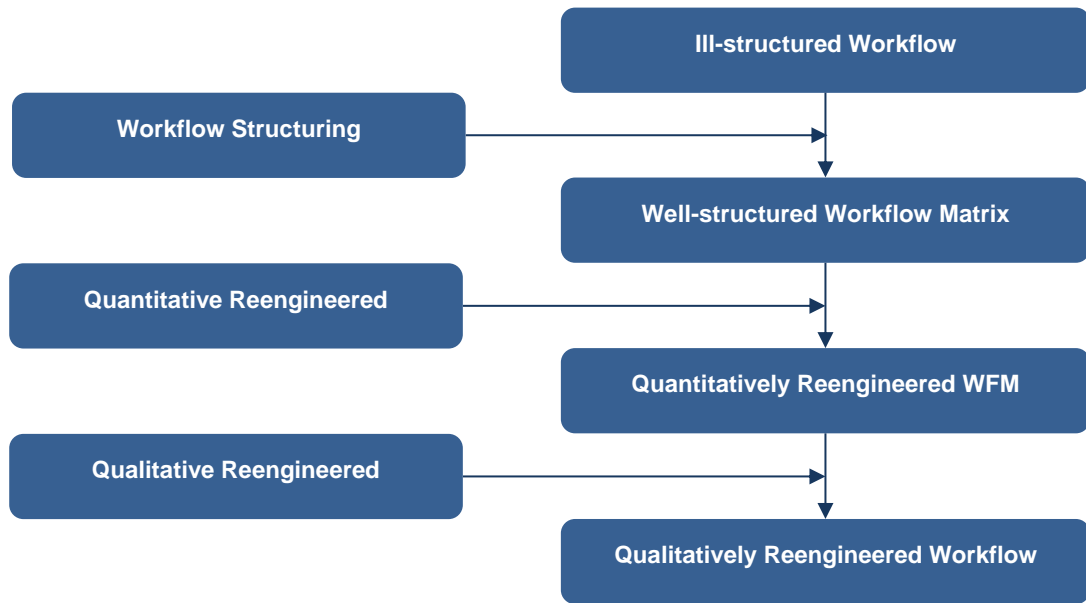 Ill-structured Workflow
Workflow Structuring
Well-structured Workflow Matrix
Quantitative Reengineered
Quantitatively Reengineered WFM
Qualitative Reengineered
Qualitatively Reengineered Workflow